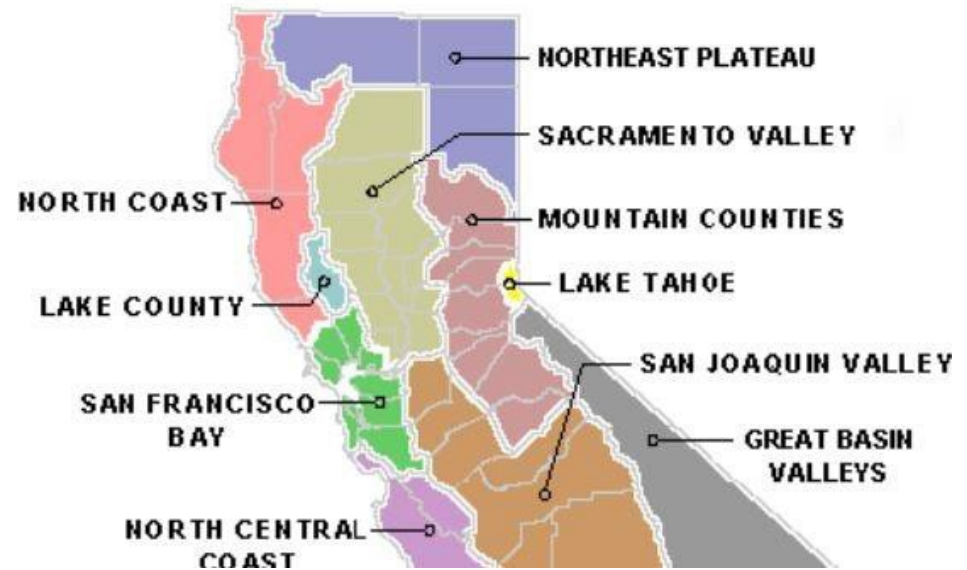 NORTHEAST PLATEAU
SACRAMENTO VALLEY
NORTH COAST
MOUNTAIN COUNTIES
LAKE TAHOE
LAKE COUNTY
SAN JOAQUIN VALLEY
SAN FRANCISCO
BAY
GREAT BASIN
VALLEYS
NORTH CENTRAL
COAST